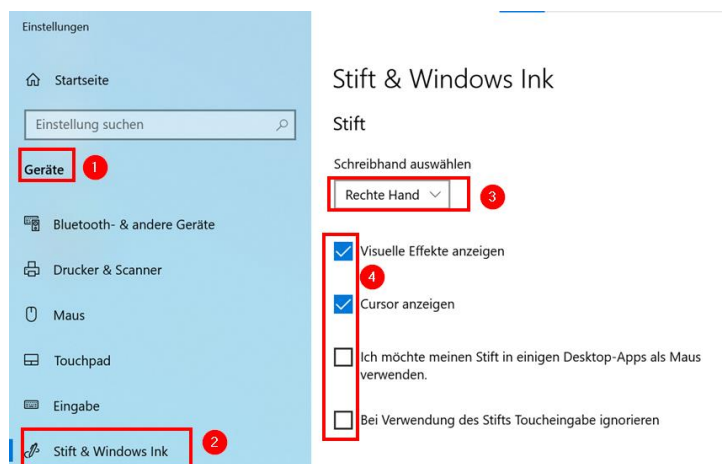 Einstellungen
Startseite
Einstellung suchen
Geräte
1
Bluetooth- & andere Geräte
Drucker & Scanner
Maus
Touchpad
Eingabe
Stift & Windows Ink
2
Stift & Windows Ink
Stift
Schreibhand auswählen
Rechte Hand
3
Visuelle Effekte anzeigen
4
Cursor anzeigen
Ich möchte meinen Stift in einigen Desktop-Apps als Maus
verwenden.
Bei Verwendung des Stifts Toucheingabe ignorieren